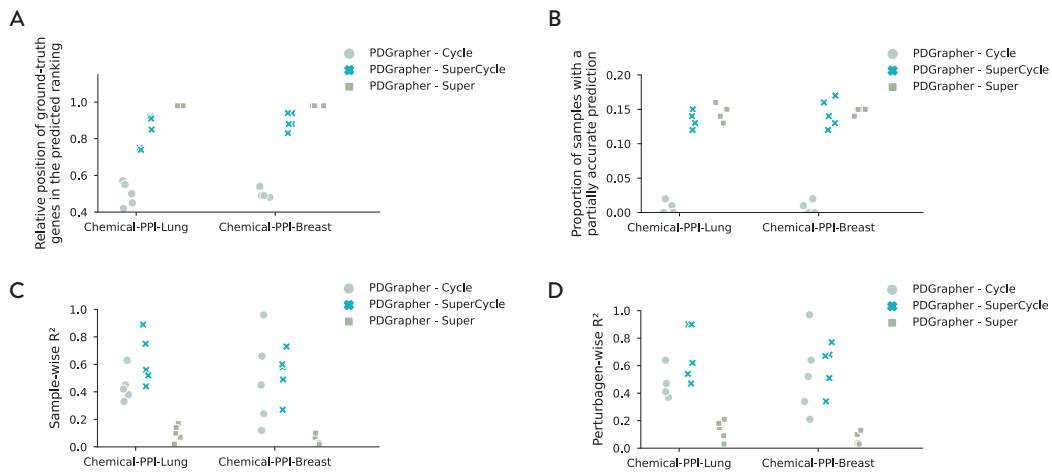 A
PDGrapher - Cycle
PDGrapher - SuperCycle
PDGrapher - Super
Relative position of ground-truth
genes in the predicted ranking
1.0
0.8
0.6
0.4
Chemical-PPI-Lung
Chemical-PPI-Breast
B
PDGrapher - Cycle
PDGrapher - SuperCycle
PDGrapher - Super
Proportion of samples with a
partially accurate prediction
0.20
0.15
0.10
0.05
0.00
Chemical-PPI-Lung
Chemical-PPI-Breast
C
PDGrapher - Cycle
PDGrapher - SuperCycle
PDGrapher - Super
Sample-wise R²
1.0
0.8
0.6
0.4
0.2
0.0
Chemical-PPI-Lung
Chemical-PPI-Breast
D
PDGrapher - Cycle
PDGrapher - SuperCycle
PDGrapher - Super
Perturbagen-wise R²
1.0
0.8
0.6
0.4
0.2
0.0
Chemical-PPI-Lung
Chemical-PPI-Breast